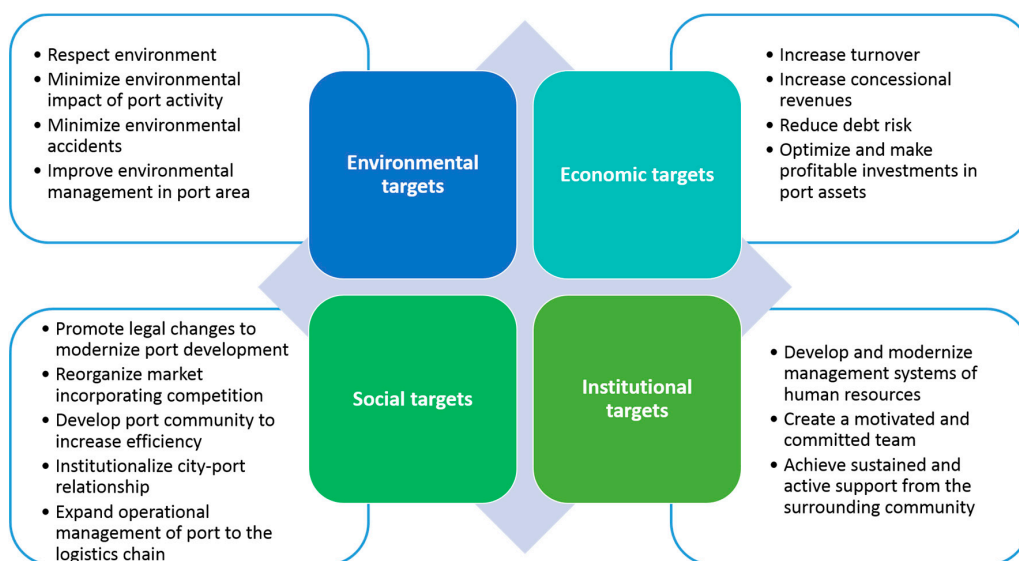 • Respect environment
• Minimize environmental
impact of port activity
• Minimize environmental
accidents
• Improve environmental
management in port area
Environmental
targets
Economic targets
• Increase turnover
• Increase concessional
revenues
• Reduce debt risk
• Optimize and make
profitable investments in
port assets
• Promote legal changes to
modernize port development
• Reorganize market
incorporating competition
• Develop port community to
increase efficiency
• Institutionalize city-port
relationship
• Expand operational
management of port to the
logistics chain
Social targets
Institutional
targets
• Develop and modernize
management systems of
human resources
• Create a motivated and
committed team
• Achieve sustained and
active support from the
surrounding community